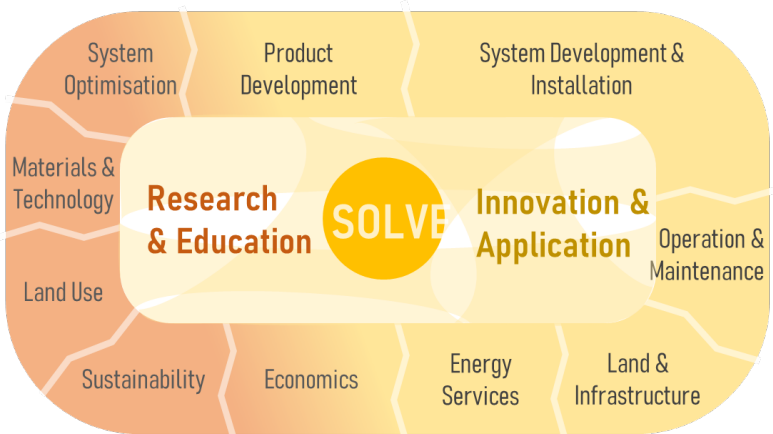 System
Optimisation
Product
Development
System Development &
Installation
Materials &
Technology
Research
& Education
SOLVE
Innovation &
Application
Operation &
Maintenance
Land Use
Sustainability
Economics
Energy
Services
Land &
Infrastructure